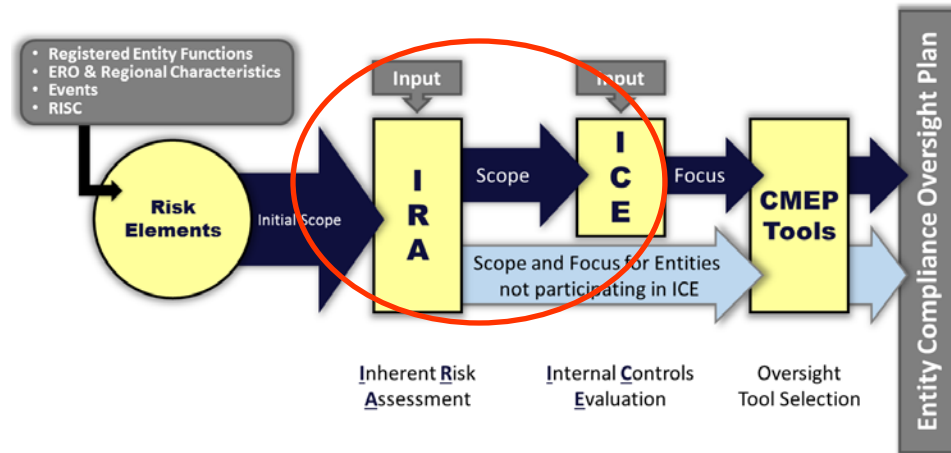 • Registered Entity Functions
• ERO & Regional Characteristics
• Events
• RISC
Input
Input
Risk
Elements
Initial Scope
I
R
A
Scope
I
C
E
Focus
CMEP
Tools
Scope and Focus for Entities
not participating in ICE
Inherent Risk
Assessment
Internal Controls
Evaluation
Oversight
Tool Selection
Entity Compliance Oversight Plan